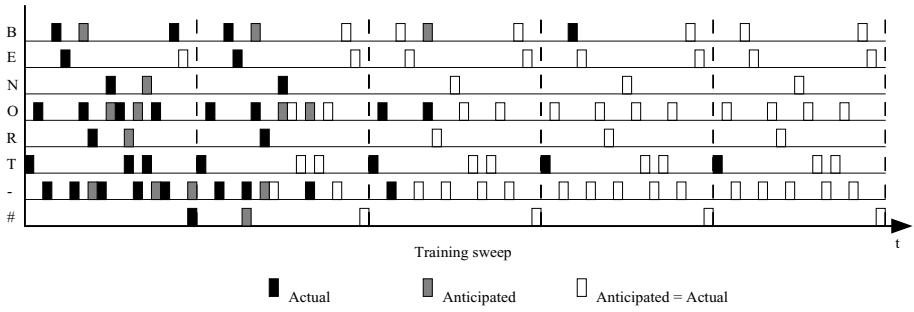 B
E
N
O
R
T
-
#
t
Training sweep
Actual
Anticipated
Anticipated = Actual